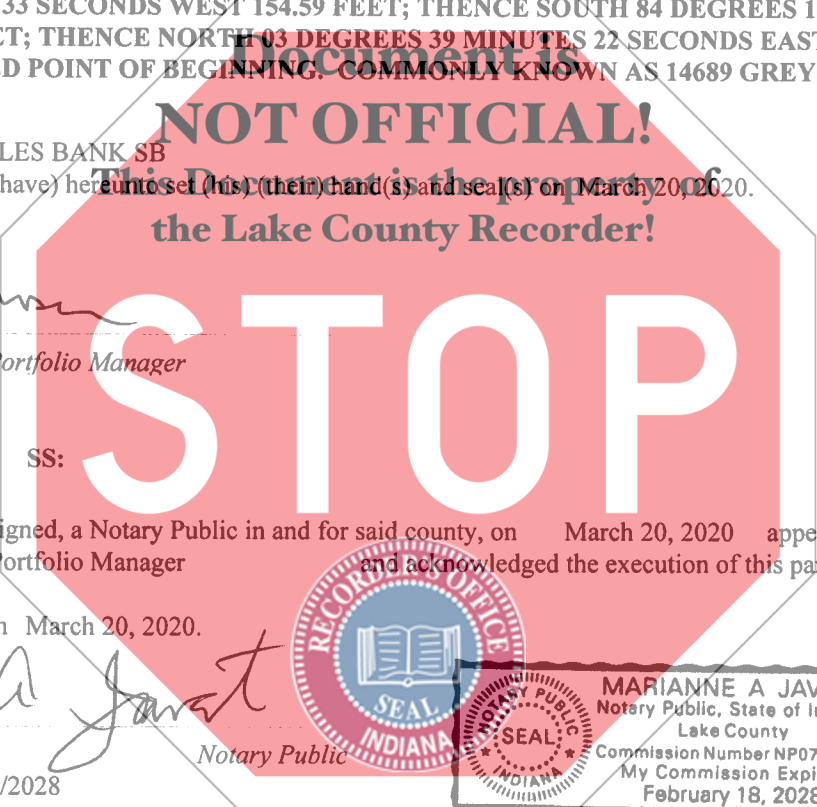 33 SECONDS WEST 154.59 FEET; THENCE SOUTH 84 DEGREES 1
ET; THENCE NORTH 03 DEGREES 39 MINUTES 22 SECONDS EAST
ED POINT OF BEGINNING. COMMONLY KNOWN AS 14689 GREY
Document is
NOT OFFICIAL!
This Document is the property of
the Lake County Recorder!
LES BANK SB
have) hereunto set (his) (their) hand(s) and seal(s) on March 20, 2020.
STOP
ortfolio Manager
SS:
igned, a Notary Public in and for said county, on March 20, 2020 appe
ortfolio Manager and acknowledged the execution of this pa
n March 20, 2020.
RECORDER'S OFFICE
SEAL
INDIANA
Notary Public
/2028
NOTARY PUBLIC
SEAL
INDIANA
MARIANNE A JAV
Notary Public, State of I
Lake County
Commission Number NP07
My Commission Expi
February 18, 2028